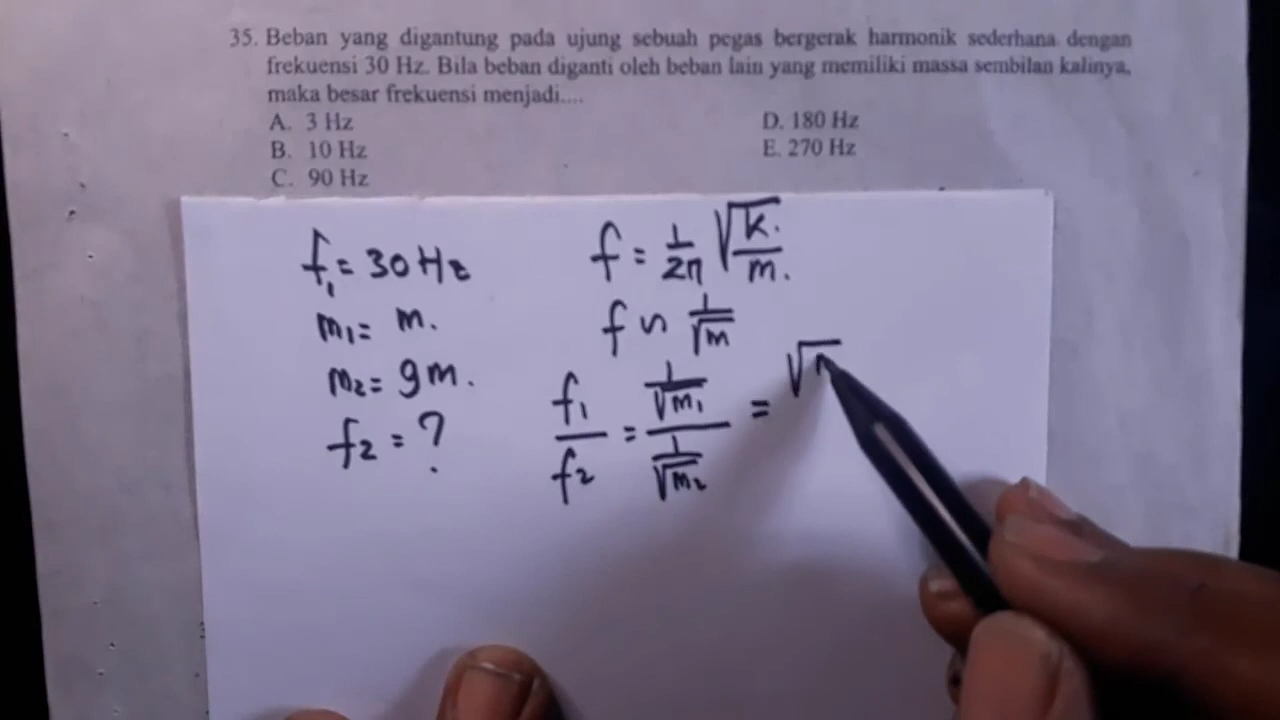 35. Beban yang digantung pada ujung sebuah pegas bergerak harmonik sederhana dengan
frekuensi 30 Hz. Bila beban diganti oleh beban lain yang memiliki massa sembilan kalinya,
maka besar frekuensi menjadi....
A. 3 Hz
B. 10 Hz
C. 90 Hz
D. 180 Hz
E. 270 Hz
f₁ = 30 Hz
m₁ = m.
m₂ = 9m.
f₂ = ?
f = 1/2π √k/m.
f ∽ 1/√m
f₁/f₂ = (1/√m₁)/(1/√m₂) = √